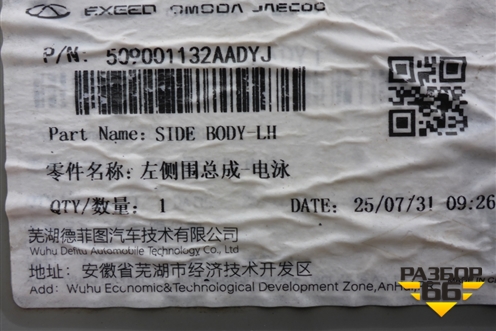 EXEED OMODA JAECOO
P/N: 509001132AADYJ
Part Name: SIDE BODY-LH
零件名称: 左侧围总成-电泳
QTY/数量: 1 DATE: 25/07/31 09:26
芜湖德菲图汽车技术有限公司
Wuhu Defitu Automobile Technology Co., Ltd
地址: 安徽省芜湖市经济技术开发区
Add: Wuhu Economic&Technological Development Zone, Anhui,
РАЗБОР
66